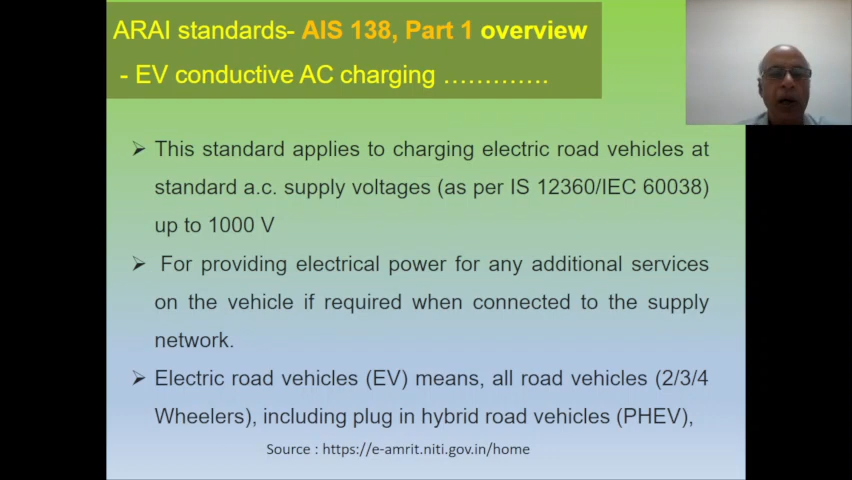 ARAI standards- AIS 138, Part 1 overview
- EV conductive AC charging ………….
➢ This standard applies to charging electric road vehicles at
standard a.c. supply voltages (as per IS 12360/IEC 60038)
up to 1000 V
➢ For providing electrical power for any additional services
on the vehicle if required when connected to the supply
network.
➢ Electric road vehicles (EV) means, all road vehicles (2/3/4
Wheelers), including plug in hybrid road vehicles (PHEV),
Source : https://e-amrit.niti.gov.in/home